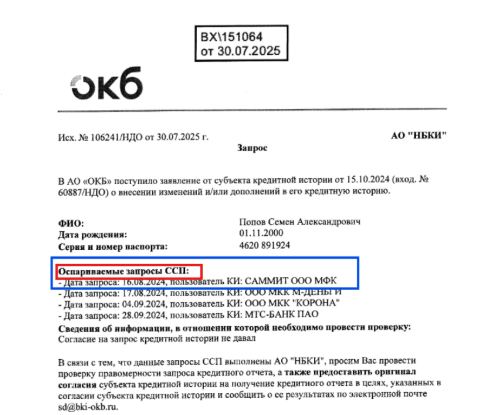 ВХ\151064
от 30.07.2025
окб
Исх. № 106241/НДО от 30.07.2025 г.
АО "НБКИ"
Запрос
В АО «ОКБ» поступило заявление от субъекта кредитной истории от 15.10.2024 (вход. №
60887/НДО) о внесении изменений и/или дополнений в его кредитную историю.
ФИО: Попов Семен Александрович
Дата рождения: 01.11.2000
Серия и номер паспорта: 4620 891924
Оспариваемые запросы ССП:
- Дата запроса: 16.08.2024, пользователь КИ: САММИТ ООО МФК
- Дата запроса: 17.08.2024, пользователь КИ: ООО МКК М-ДЕНЬГИ
- Дата запроса: 04.09.2024, пользователь КИ: ООО МКК "КОРОНА"
- Дата запроса: 28.09.2024, пользователь КИ: МТС-БАНК ПАО
Сведения об информации, в отношении которой необходимо провести проверку:
Согласие на запрос кредитной истории не давал
В связи с тем, что данные запросы ССП выполнены АО "НБКИ", просим Вас провести
проверку правомерности запроса кредитного отчета, а также предоставить оригинал
согласия субъекта кредитной истории на получение кредитного отчета в целях, указанных в
согласии субъекта кредитной истории и сообщить о ее результатах по электронной почте
sd@bki-okb.ru.